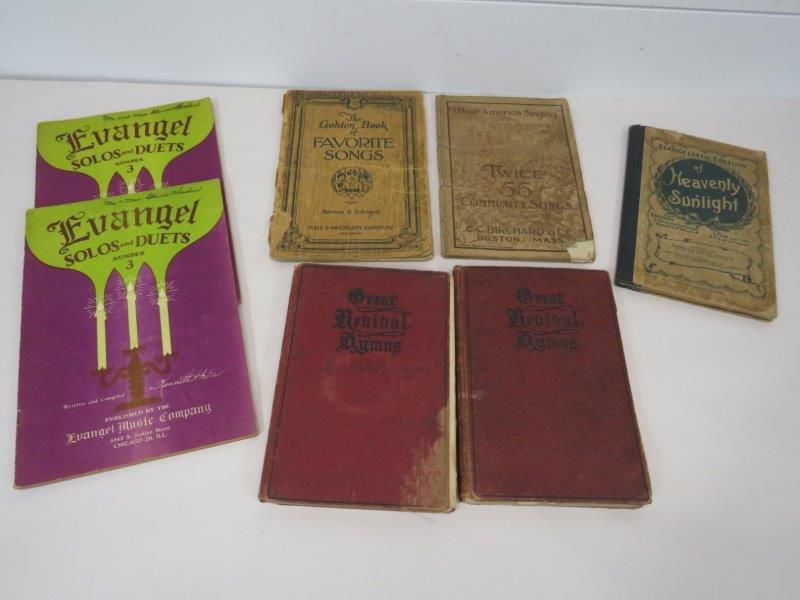 Evangel
SOLOS and DUETS
NUMBER
3
Evangel
SOLOS and DUETS
NUMBER
3
Written and Compiled
PUBLISHED BY THE
Evangel Music Company
CHICAGO 20, ILL.
The
Golden Book
of
FAVORITE
SONGS
Revised & Enlarged
HALL & McCREARY COMPANY
I Hear America Singing
TWICE
55
COMMUNITY SONGS
C.C. BIRCHARD & CO.
BOSTON, MASS.
EVANGELISTIC EDITION
of
Heavenly
Sunlight
Great
Revival
Hymns
Great
Revival
Hymns